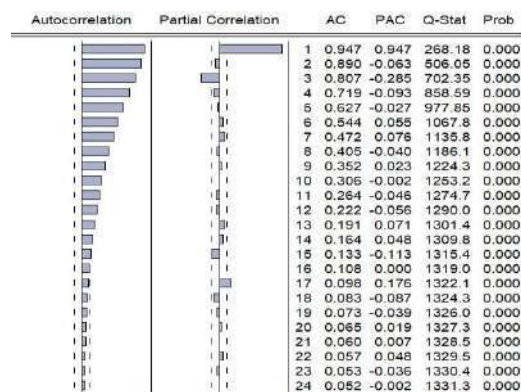 Autocorrelation Partial Correlation AC PAC Q-Stat Prob
1 0.947 0.947 268.18 0.000
2 0.890 -0.063 506.05 0.000
3 0.807 -0.285 702.35 0.000
4 0.719 -0.093 858.59 0.000
5 0.627 -0.027 977.85 0.000
6 0.544 0.055 1067.8 0.000
7 0.472 0.076 1135.8 0.000
8 0.405 -0.040 1186.1 0.000
9 0.352 0.023 1224.3 0.000
10 0.306 -0.002 1253.2 0.000
11 0.264 -0.046 1274.7 0.000
12 0.222 -0.056 1290.0 0.000
13 0.191 0.071 1301.4 0.000
14 0.164 0.048 1309.8 0.000
15 0.133 -0.113 1315.4 0.000
16 0.108 0.000 1319.0 0.000
17 0.098 0.176 1322.1 0.000
18 0.083 -0.087 1324.3 0.000
19 0.073 -0.039 1326.0 0.000
20 0.065 0.019 1327.3 0.000
21 0.060 0.007 1328.5 0.000
22 0.057 0.048 1329.5 0.000
23 0.053 -0.036 1330.4 0.000
24 0.052 -0.002 1331.3 0.000